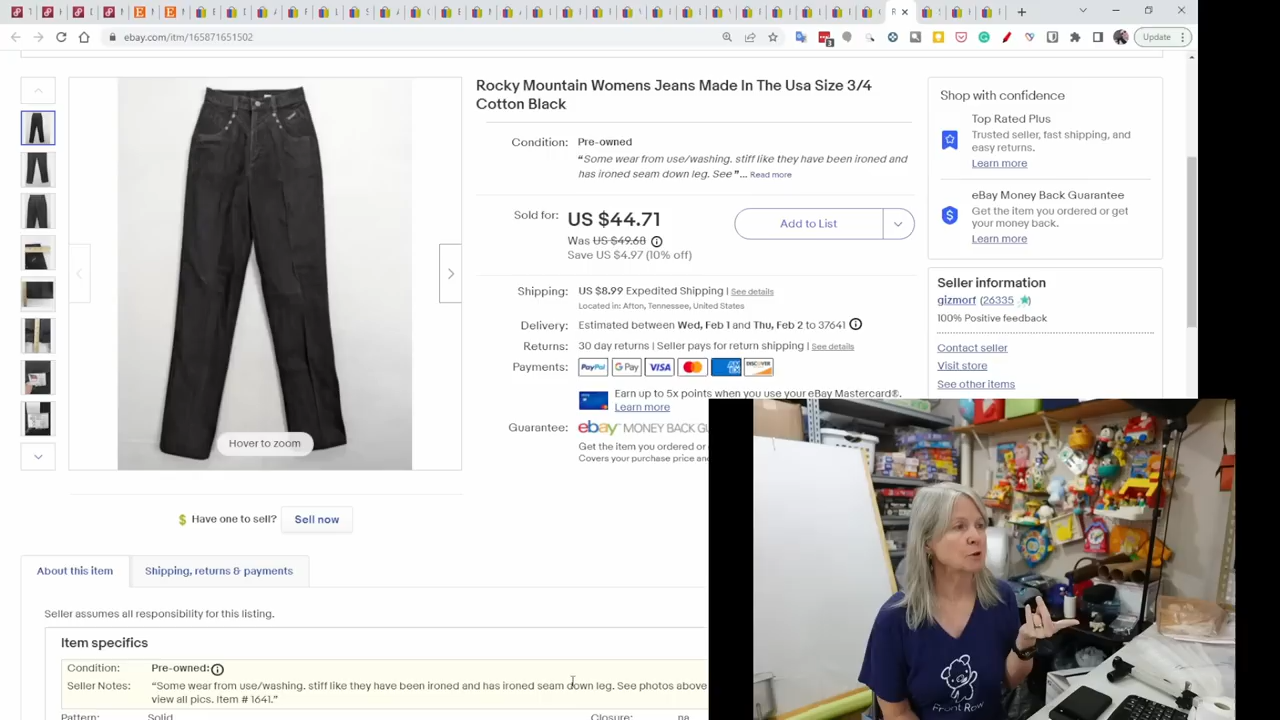 Update
ebay.com/itm/165871651502
Rocky Mountain Womens Jeans Made In The Usa Size 3/4
Cotton Black
Condition: Pre-owned
“Some wear from use/washing. stiff like they have been ironed and
has ironed seam down leg. See” ... Read more
Sold for: US $44.71
Add to List
Was US $49.68
Save US $4.97 (10% off)
Shipping: US $8.99 Expedited Shipping | See details
Located in: Afton, Tennessee, United States
Delivery: Estimated between Wed, Feb 1 and Thu, Feb 2 to 37641
Returns: 30 day returns | Seller pays for return shipping | See details
Payments: PayPal G Pay VISA DISCOVER
Earn up to 5x points when you use your eBay Mastercard®.
Learn more
Guarantee: ebay MONEY BACK GU
Get the item you ordered or
Covers your purchase price and
Shop with confidence
Top Rated Plus
Trusted seller, fast shipping, and
easy returns.
Learn more
eBay Money Back Guarantee
Get the item you ordered or get
your money back.
Learn more
Seller information
gizmorf (26335)
100% Positive feedback
Contact seller
Visit store
See other items
Hover to zoom
Have one to sell? Sell now
About this item
Shipping, returns & payments
Seller assumes all responsibility for this listing.
Item specifics
Condition: Pre-owned:
Seller Notes: “Some wear from use/washing. stiff like they have been ironed and has ironed seam down leg. See photos above
view all pics. Item # 1641.”
Pattern: Solid
Closure: na
Front Row